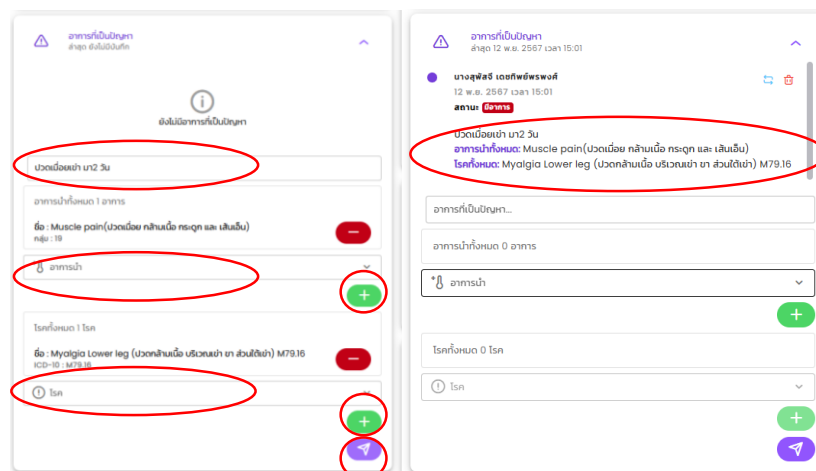 อาการที่เป็นปัญหา
ล่าสุด ยังไม่มีบันทึก
ยังไม่มีอาการที่เป็นปัญหา
ปวดเมื่อยเข่า มา2 วัน
อาการนำทั้งหมด 1 อาการ
ชื่อ : Muscle pain(ปวดเมื่อย กล้ามเนื้อ กระดูก และ เส้นเอ็น)
กลุ่ม : 19
อาการนำ
โรคทั้งหมด 1 โรค
ชื่อ : Myalgia Lower leg (ปวดกล้ามเนื้อ บริเวณเข่า ขา ส่วนใต้เข่า) M79.16
ICD-10 : M79.16
โรค
อาการที่เป็นปัญหา
ล่าสุด 12 พ.ย. 2567 เวลา 15:01
นางสุพัสจี เดชทิพย์พรพงศ์
12 พ.ย. 2567 เวลา 15:01
สถานะ มีอาการ
ปวดเมื่อยเข่า มา2 วัน
อาการนำทั้งหมด: Muscle pain(ปวดเมื่อย กล้ามเนื้อ กระดูก และ เส้นเอ็น)
โรคทั้งหมด: Myalgia Lower leg (ปวดกล้ามเนื้อ บริเวณเข่า ขา ส่วนใต้เข่า) M79.16
อาการที่เป็นปัญหา...
อาการนำทั้งหมด 0 อาการ
อาการนำ
โรคทั้งหมด 0 โรค
โรค